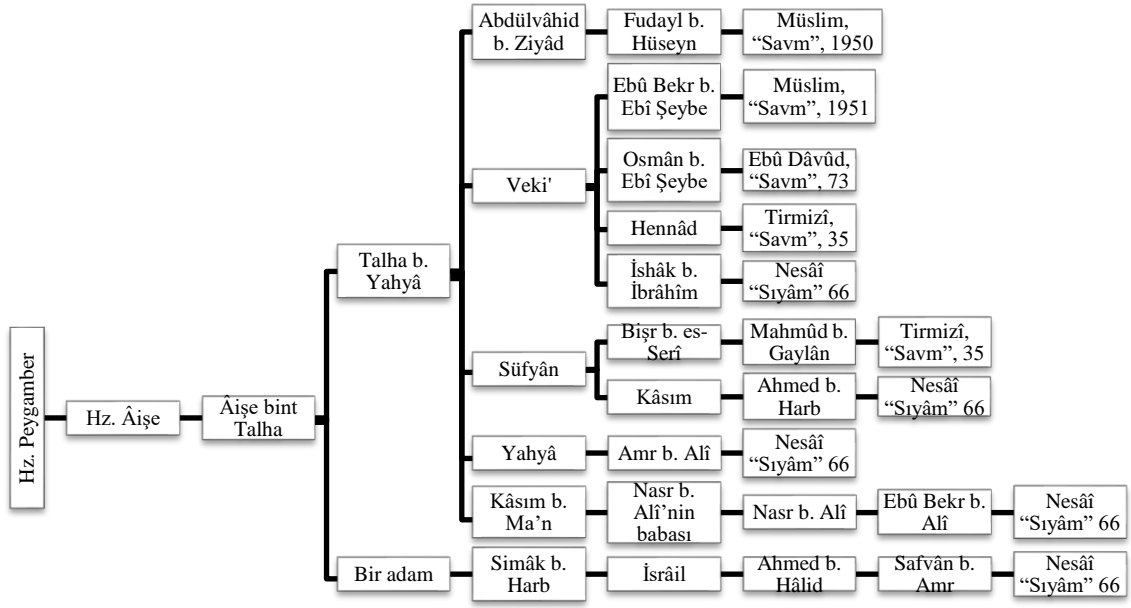 Hz. Peygamber
Hz. Âişe
Âişe bint
Talha
Talha b.
Yahyâ
Abdülvâhid
b. Ziyâd
Fudayl b.
Hüseyn
Müslim,
“Savm”, 1950
Veki'
Ebû Bekr b.
Ebî Şeybe
Müslim,
“Savm”, 1951
Osmân b.
Ebî Şeybe
Ebû Dâvûd,
“Savm”, 73
Hennâd
Tirmizî,
“Savm”, 35
İshâk b.
İbrâhîm
Nesâî
“Sıyâm” 66
Süfyân
Bişr b. es-
Serî
Mahmûd b.
Gaylân
Tirmizî,
“Savm”, 35
Kâsım
Ahmed b.
Harb
Nesâî
“Sıyâm” 66
Yahyâ
Amr b. Alî
Nesâî
“Sıyâm” 66
Kâsım b.
Ma’n
Nasr b.
Alî’nin
babası
Nasr b. Alî
Ebû Bekr b.
Alî
Nesâî
“Sıyâm” 66
Bir adam
Simâk b.
Harb
İsrâil
Ahmed b.
Hâlid
Safvân b.
Amr
Nesâî
“Sıyâm” 66